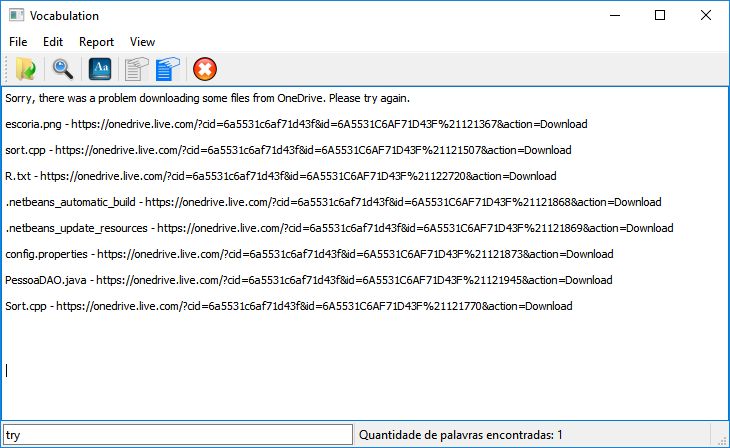 Vocabulation
File Edit Report View
Aa
Sorry, there was a problem downloading some files from OneDrive. Please try again.
escoria.png - https://onedrive.live.com/?cid=6a5531c6af71d43f&id=6A5531C6AF71D43F%21121367&action=Download
sort.cpp - https://onedrive.live.com/?cid=6a5531c6af71d43f&id=6A5531C6AF71D43F%21121507&action=Download
R.txt - https://onedrive.live.com/?cid=6a5531c6af71d43f&id=6A5531C6AF71D43F%21122720&action=Download
.netbeans_automatic_build - https://onedrive.live.com/?cid=6a5531c6af71d43f&id=6A5531C6AF71D43F%21121868&action=Download
.netbeans_update_resources - https://onedrive.live.com/?cid=6a5531c6af71d43f&id=6A5531C6AF71D43F%21121869&action=Download
config.properties - https://onedrive.live.com/?cid=6a5531c6af71d43f&id=6A5531C6AF71D43F%21121873&action=Download
PessoaDAO.java - https://onedrive.live.com/?cid=6a5531c6af71d43f&id=6A5531C6AF71D43F%21121945&action=Download
Sort.cpp - https://onedrive.live.com/?cid=6a5531c6af71d43f&id=6A5531C6AF71D43F%21121770&action=Download
try
Quantidade de palavras encontradas: 1